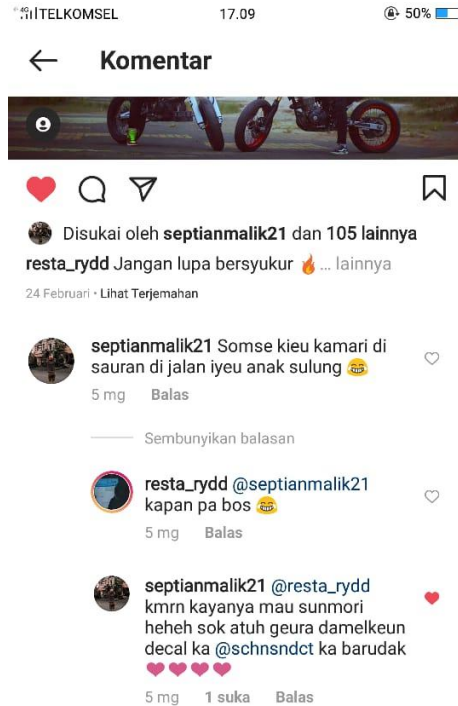 4G TELKOMSEL 17.09 50%
Komentar
Disukai oleh septianmalik21 dan 105 lainnya
resta_rydd Jangan lupa bersyukur 🔥... lainnya
24 Februari • Lihat Terjemahan
septianmalik21 Somse kieu kamari di
sauran di jalan iyeu anak sulung 😂
5 mg Balas
Sembunyikan balasan
resta_rydd @septianmalik21
kapan pa bos 😂
5 mg Balas
septianmalik21 @resta_rydd
kmrn kayanya mau sunmori
heheh sok atuh geura damelkeun
decal ka @schnsndct ka barudak
❤❤❤❤
5 mg 1 suka Balas